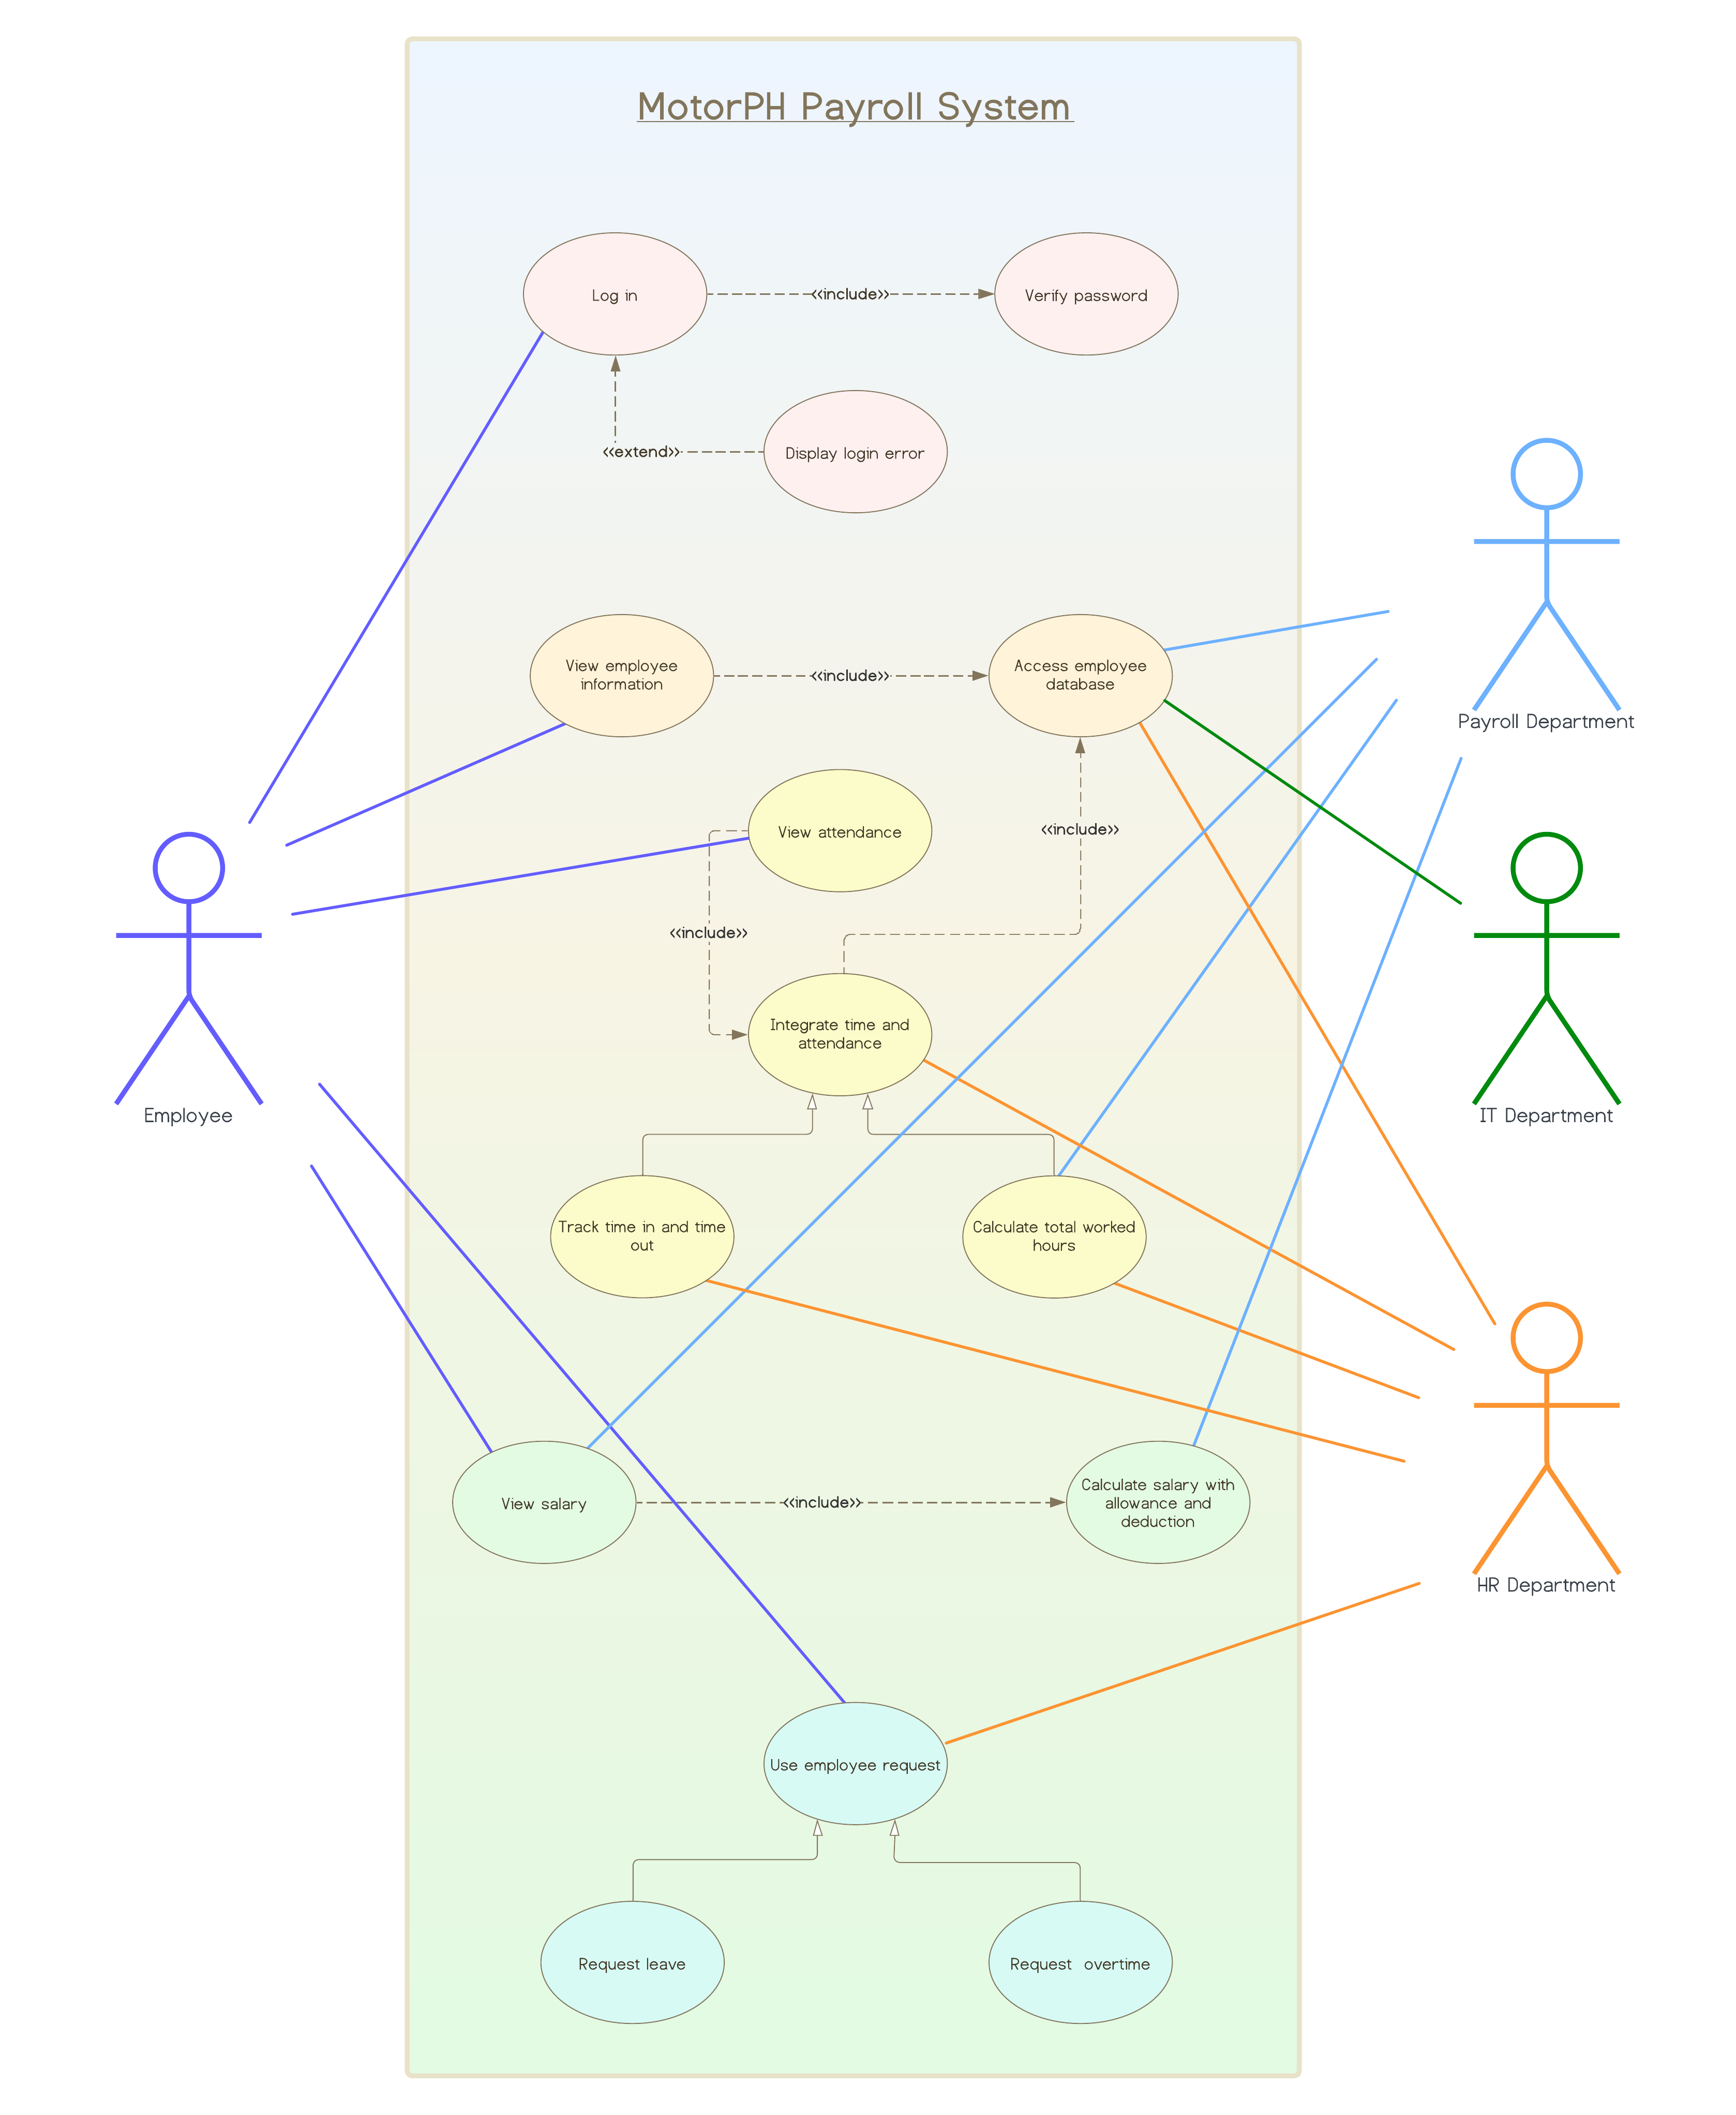 MotorPH Payroll System
Log in
<<include>>
Verify password
<<extend>>
Display login error
Payroll Department
View employee
information
<<include>>
Access employee
database
View attendance
<<include>>
<<include>>
Integrate time and
attendance
Employee
IT Department
Track time in and time
out
Calculate total worked
hours
View salary
<<include>>
Calculate salary with
allowance and
deduction
HR Department
Use employee request
Request leave
Request  overtime